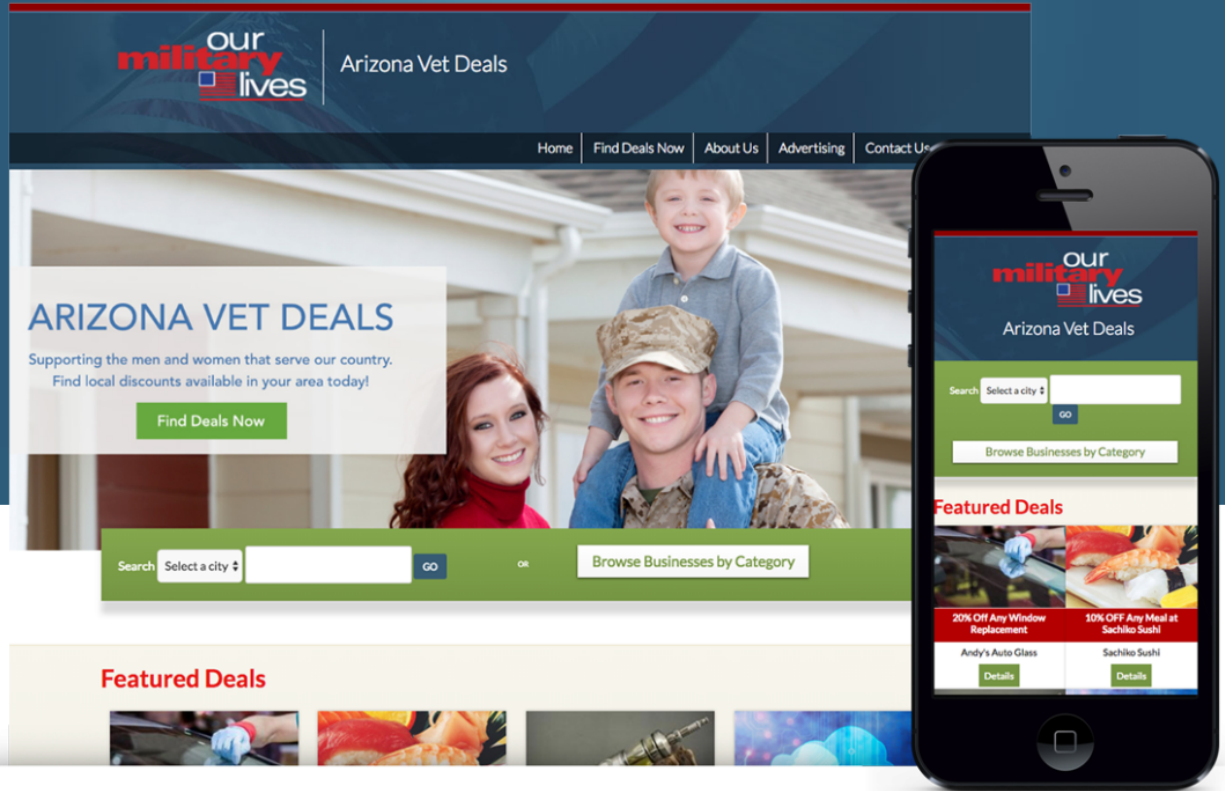 our
military
lives
Arizona Vet Deals
Home Find Deals Now About Us Advertising Contact Us
ARIZONA VET DEALS
Supporting the men and women that serve our country.
Find local discounts available in your area today!
Find Deals Now
Search Select a city GO OR Browse Businesses by Category
Featured Deals
our
military
lives
Arizona Vet Deals
Search Select a city
GO
Browse Businesses by Category
Featured Deals
20% Off Any Window
Replacement
Andy's Auto Glass
Details
10% OFF Any Meal at
Sachiko Sushi
Sachiko Sushi
Details